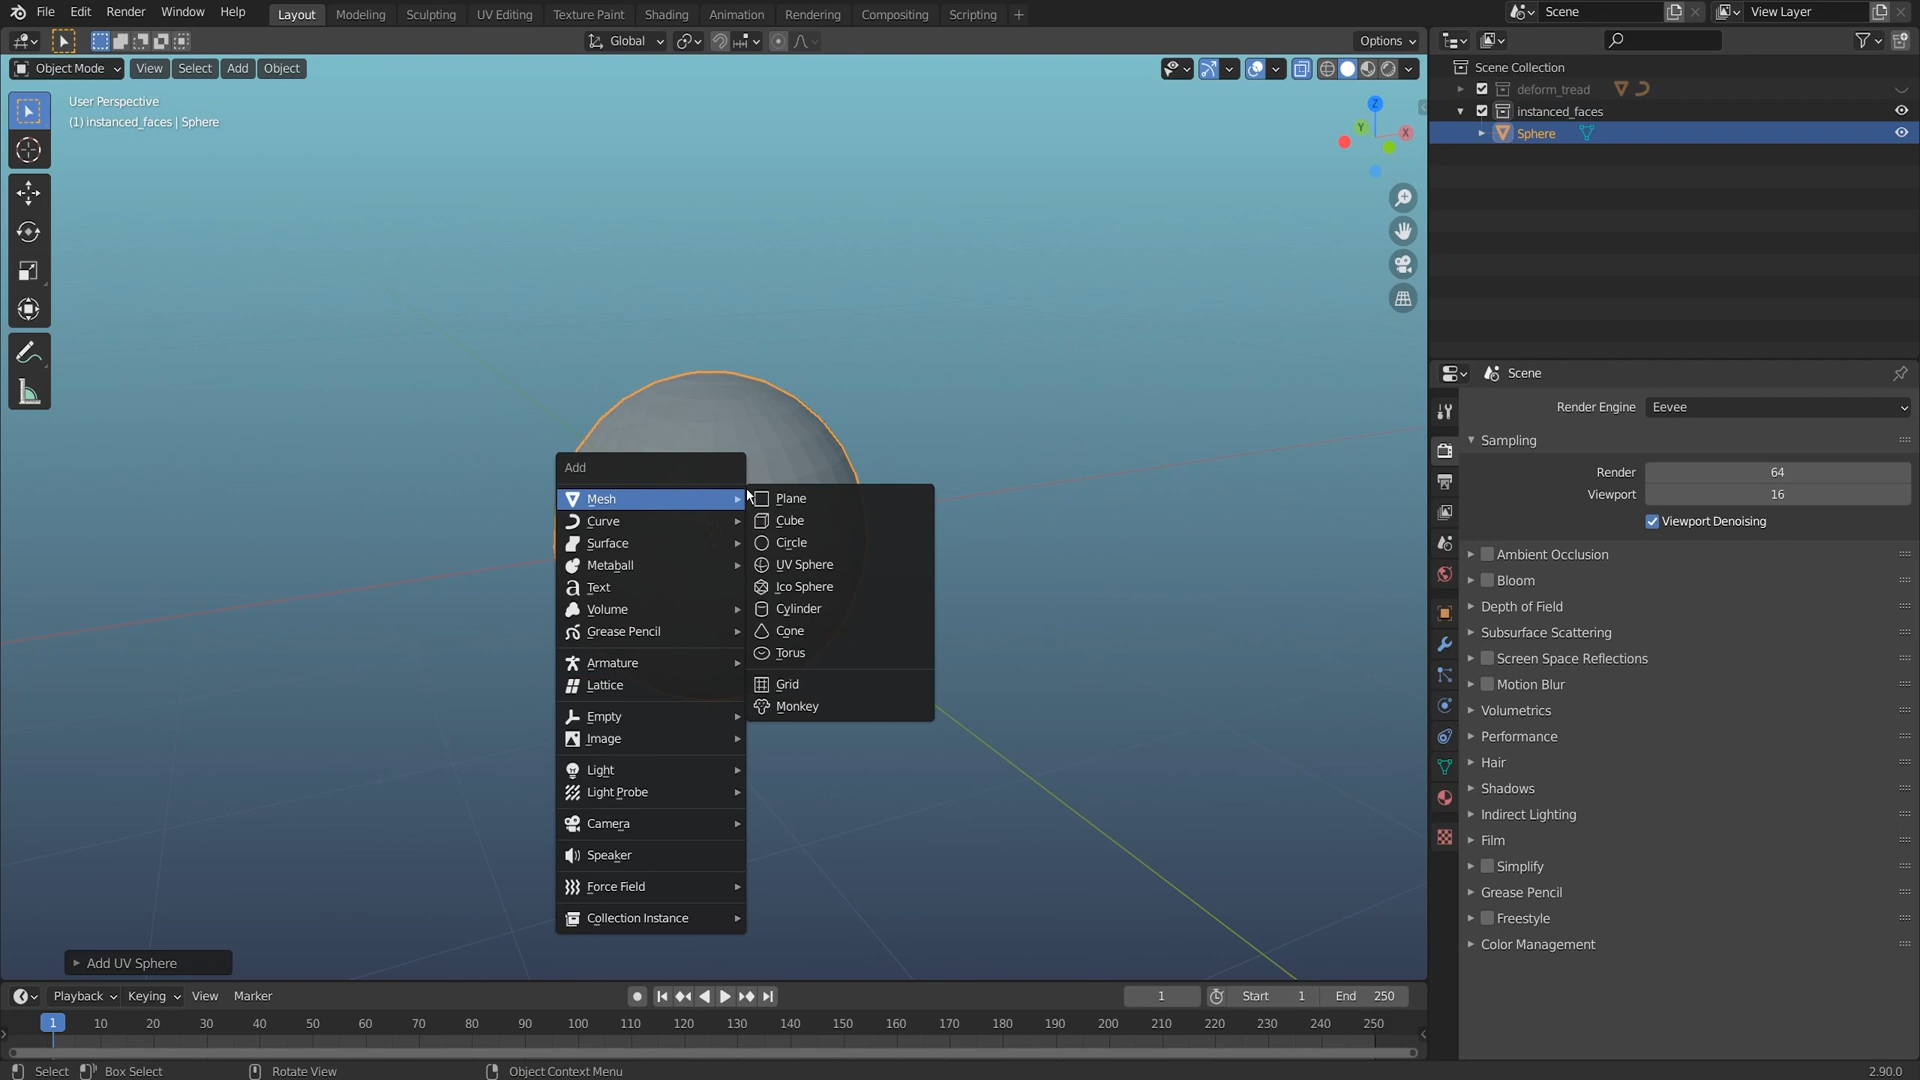 File Edit Render Window Help Layout Modeling Sculpting UV Editing Texture Paint Shading Animation Rendering Compositing Scripting + Scene View Layer
Global Options
Object Mode View Select Add Object
User Perspective
(1) instanced_faces | Sphere
Z
Y
X
Scene Collection
deform_tread
instanced_faces
Sphere
Scene
Render Engine Eevee
Sampling
Render 64
Viewport 16
Viewport Denoising
Ambient Occlusion
Bloom
Depth of Field
Subsurface Scattering
Screen Space Reflections
Motion Blur
Volumetrics
Performance
Hair
Shadows
Indirect Lighting
Film
Simplify
Grease Pencil
Freestyle
Color Management
Add
Mesh
Curve
Surface
Metaball
Text
Volume
Grease Pencil
Armature
Lattice
Empty
Image
Light
Light Probe
Camera
Speaker
Force Field
Collection Instance
Plane
Cube
Circle
UV Sphere
Ico Sphere
Cylinder
Cone
Torus
Grid
Monkey
Add UV Sphere
Playback Keying View Marker 1 Start 1 End 250
1 10 20 30 40 50 60 70 80 90 100 110 120 130 140 150 160 170 180 190 200 210 220 230 240 250
Select Box Select Rotate View Object Context Menu 2.90.0